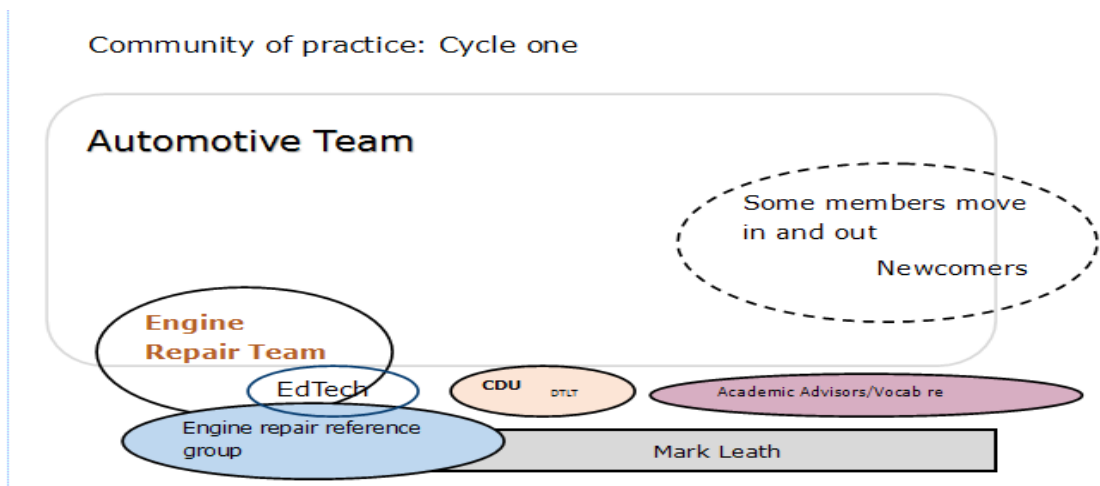 Community of practice: Cycle one
Automotive Team
Some members move
in and out
Newcomers
Engine
Repair Team
EdTech
CDU DTLT
Academic Advisors/Vocab re
Engine repair reference
group
Mark Leath